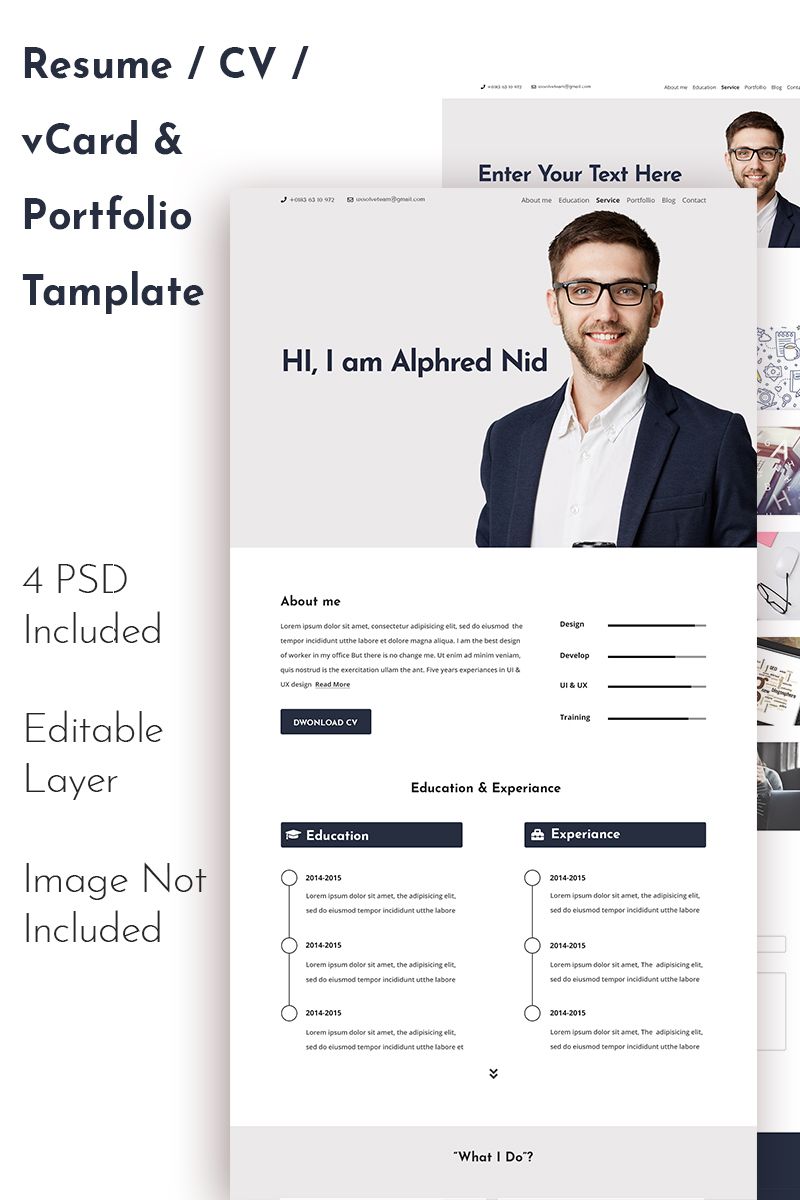 Resume / CV /
vCard &
Portfolio
Tamplate
4 PSD
Included
Editable
Layer
Image Not
Included
About me Education Service Portfollio Blog
Enter Your Text Here
+0183 63 10 972 uxsolveteam@gmail.com About me Education Service Portfollio Blog Contact
HI, I am Alphred Nid
About me
Lorem ipsum dolor sit amet, consectetur adipisicing elit, sed do eiusmod the
tempor incididunt utthe labore et dolore magna aliqua. I am the best design
of worker in my office But there is no change me. Ut enim ad minim veniam,
quis nostrud is the exercitation ullam the ant. Five years experiances in UI &
UX design Read More
DWONLOAD CV
Design
Develop
UI & UX
Training
Education & Experiance
Education
2014-2015
Lorem ipsum dolor sit amet, the adipisicing elit,
sed do eiusmod tempor incididunt utthe labore
2014-2015
Lorem ipsum dolor sit amet, the adipisicing elit,
sed do eiusmod tempor incididunt utthe labore
2014-2015
Lorem ipsum dolor sit amet, the adipisicing elit,
sed do eiusmod tempor incididunt utthe labore et
Experiance
2014-2015
Lorem ipsum dolor sit amet, the adipisicing elit,
sed do eiusmod tempor incididunt utthe labore
2014-2015
Lorem ipsum dolor sit amet, The adipisicing elit,
sed do eiusmod tempor incididunt utthe labore
2014-2015
Lorem ipsum dolor sit amet, The adipisicing elit,
sed do eiusmod tempor incididunt utthe labore
“What I Do”?